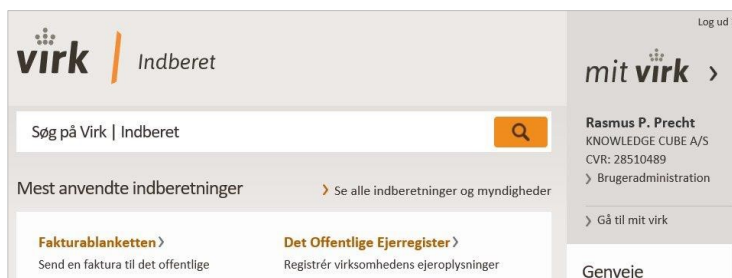 virk Indberet
Søg på Virk | Indberet
Mest anvendte indberetninger
Se alle indberetninger og myndigheder
Fakturablanketten
Send en faktura til det offentlige
Det Offentlige Ejerregister
Registrér virksomhedens ejeroplysninger
Log ud
mit virk
Rasmus P. Precht
KNOWLEDGE CUBE A/S
CVR: 28510489
Brugeradministration
Gå til mit virk
Genveje